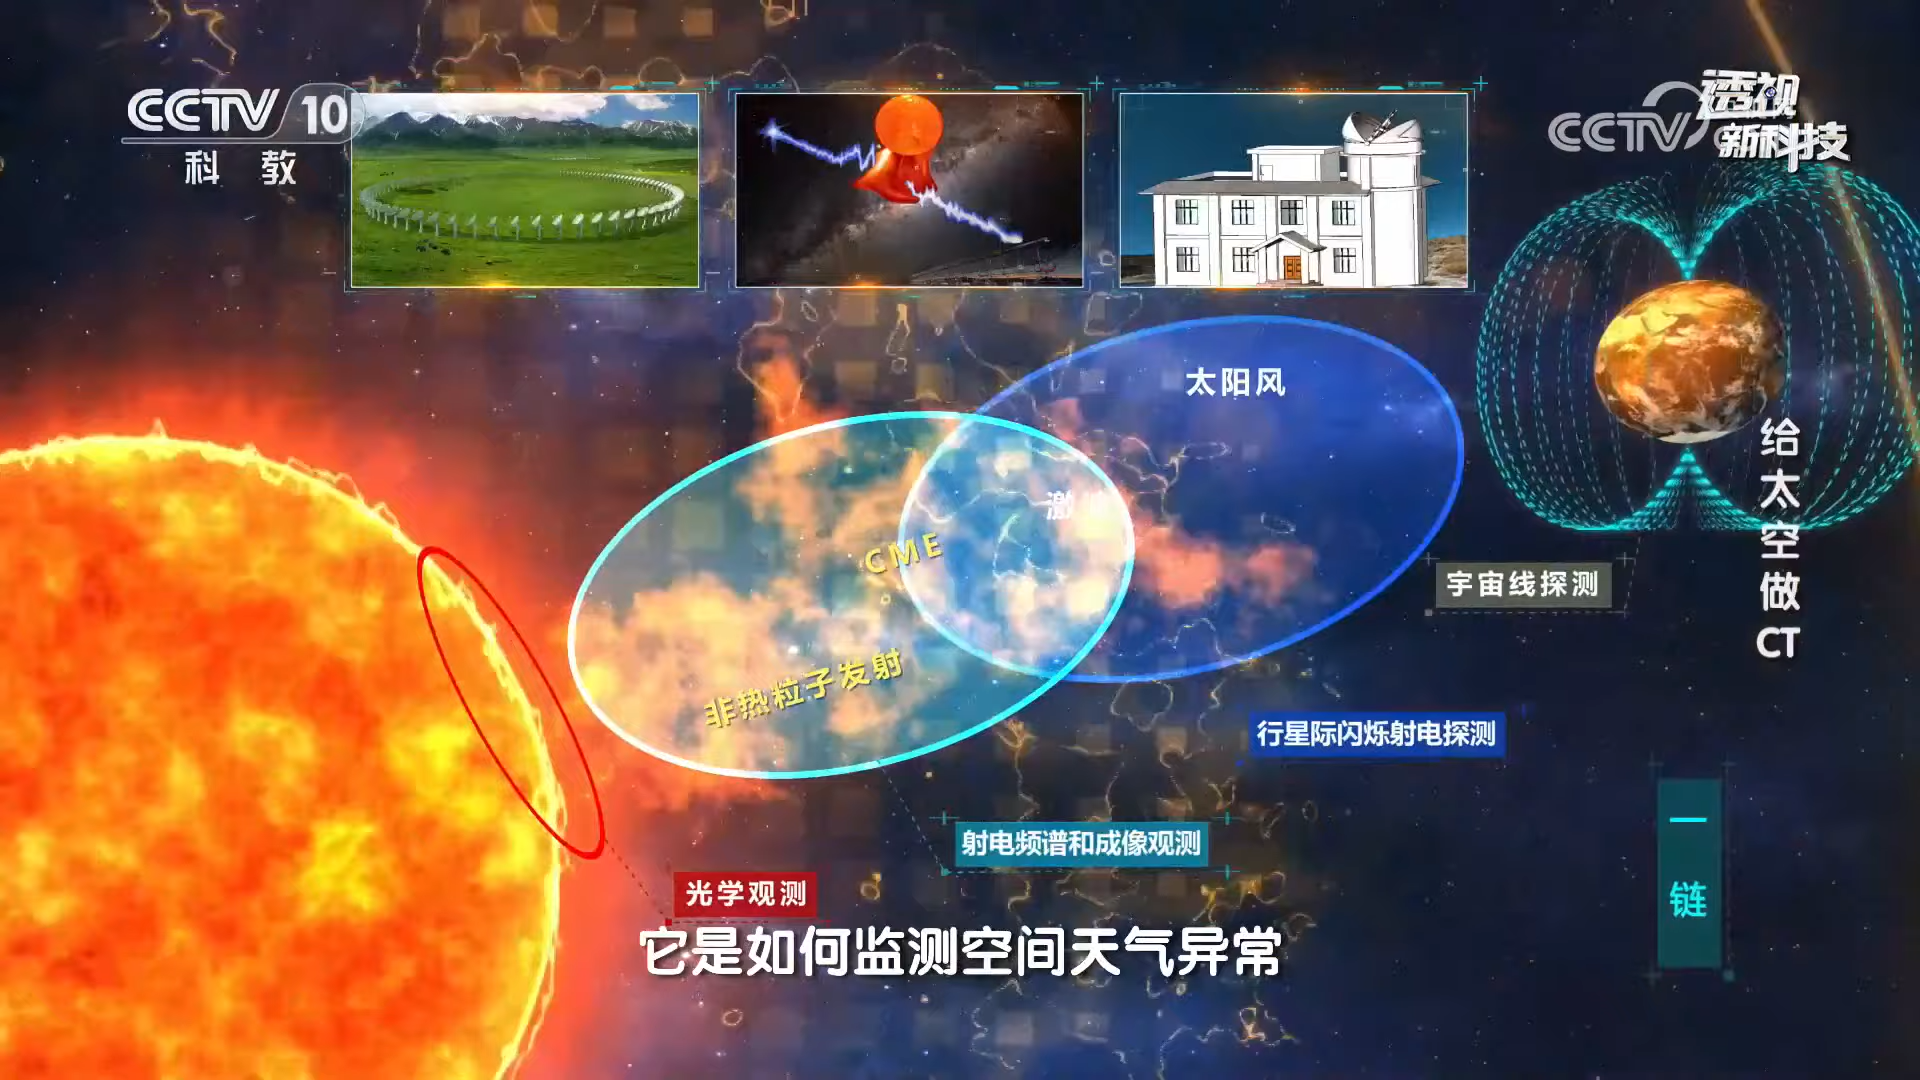 CCTV 10
科 教
CCTV
透视
新科技
太阳风
激
CME
非热粒子发射
宇宙线探测
行星际闪烁射电探测
射电频谱和成像观测
光学观测
给太空做CT
一链
它是如何监测空间天气异常